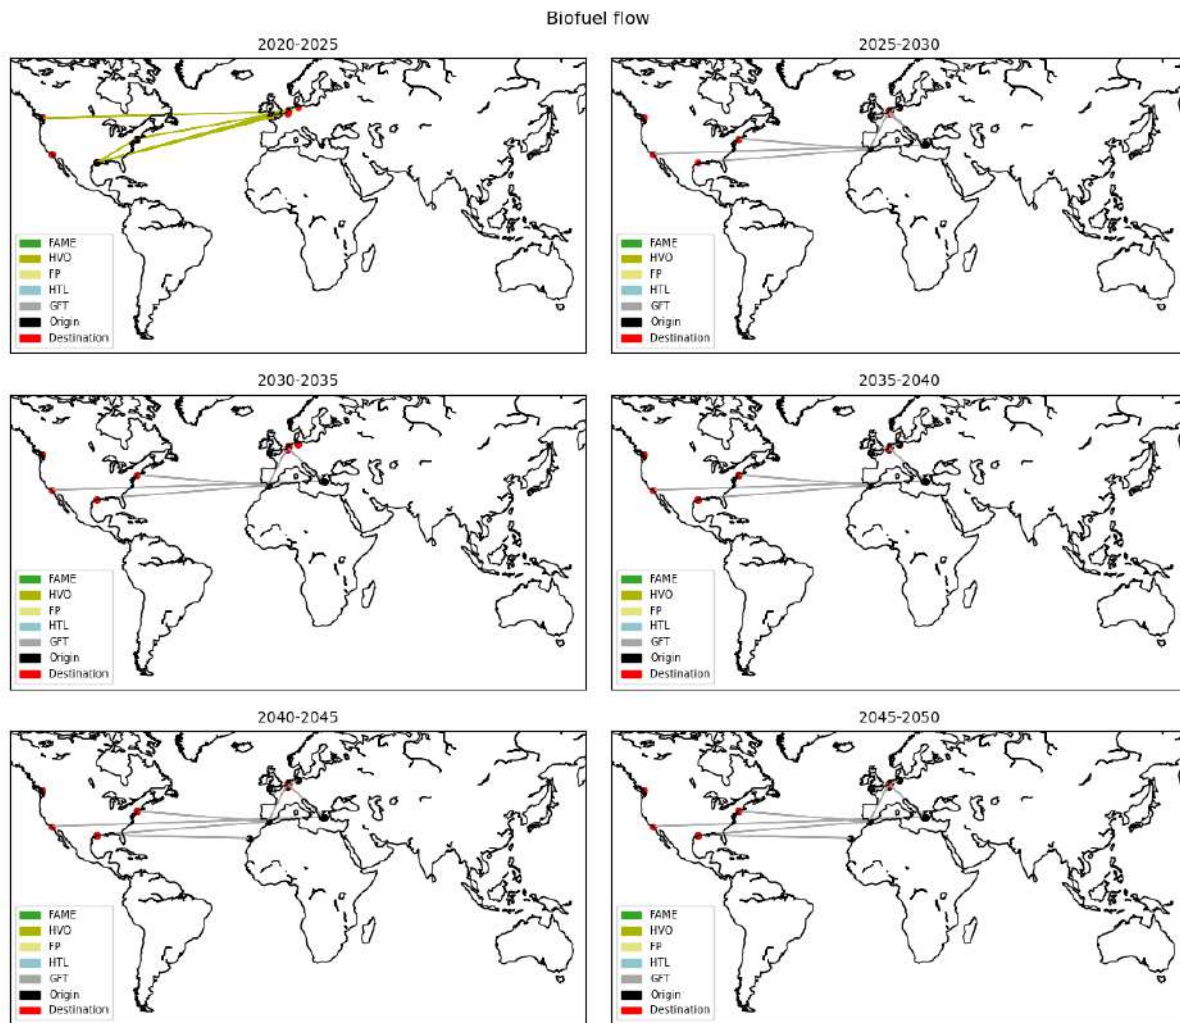 Biofuel flow
2020-2025
FAME
HVO
FP
HTL
GFT
Origin
Destination
2025-2030
FAME
HVO
FP
HTL
GFT
Origin
Destination
2030-2035
FAME
HVO
FP
HTL
GFT
Origin
Destination
2035-2040
FAME
HVO
FP
HTL
GFT
Origin
Destination
2040-2045
FAME
HVO
FP
HTL
GFT
Origin
Destination
2045-2050
FAME
HVO
FP
HTL
GFT
Origin
Destination